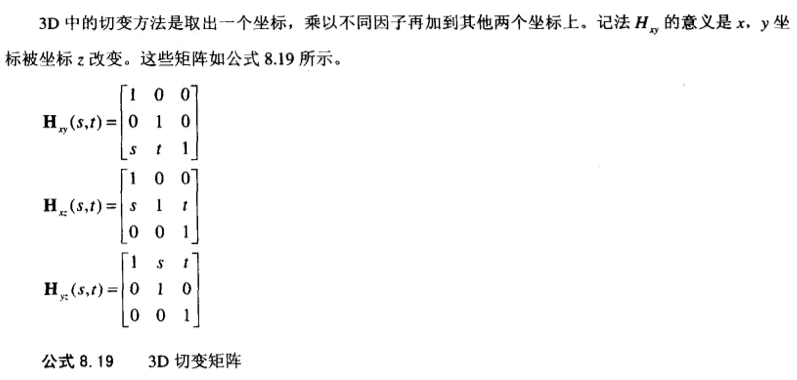 3D 中的切变方法是取出一个坐标，乘以不同因子再加到其他两个坐标上。记法 H_xy 的意义是 x，y 坐
标被坐标 z 改变。这些矩阵如公式 8.19 所示。
H_xy(s,t) = [1 0 0; 0 1 0; s t 1]
H_xz(s,t) = [1 0 0; s 1 t; 0 0 1]
H_yz(s,t) = [1 s t; 0 1 0; 0 0 1]
公式 8.19 3D 切变矩阵